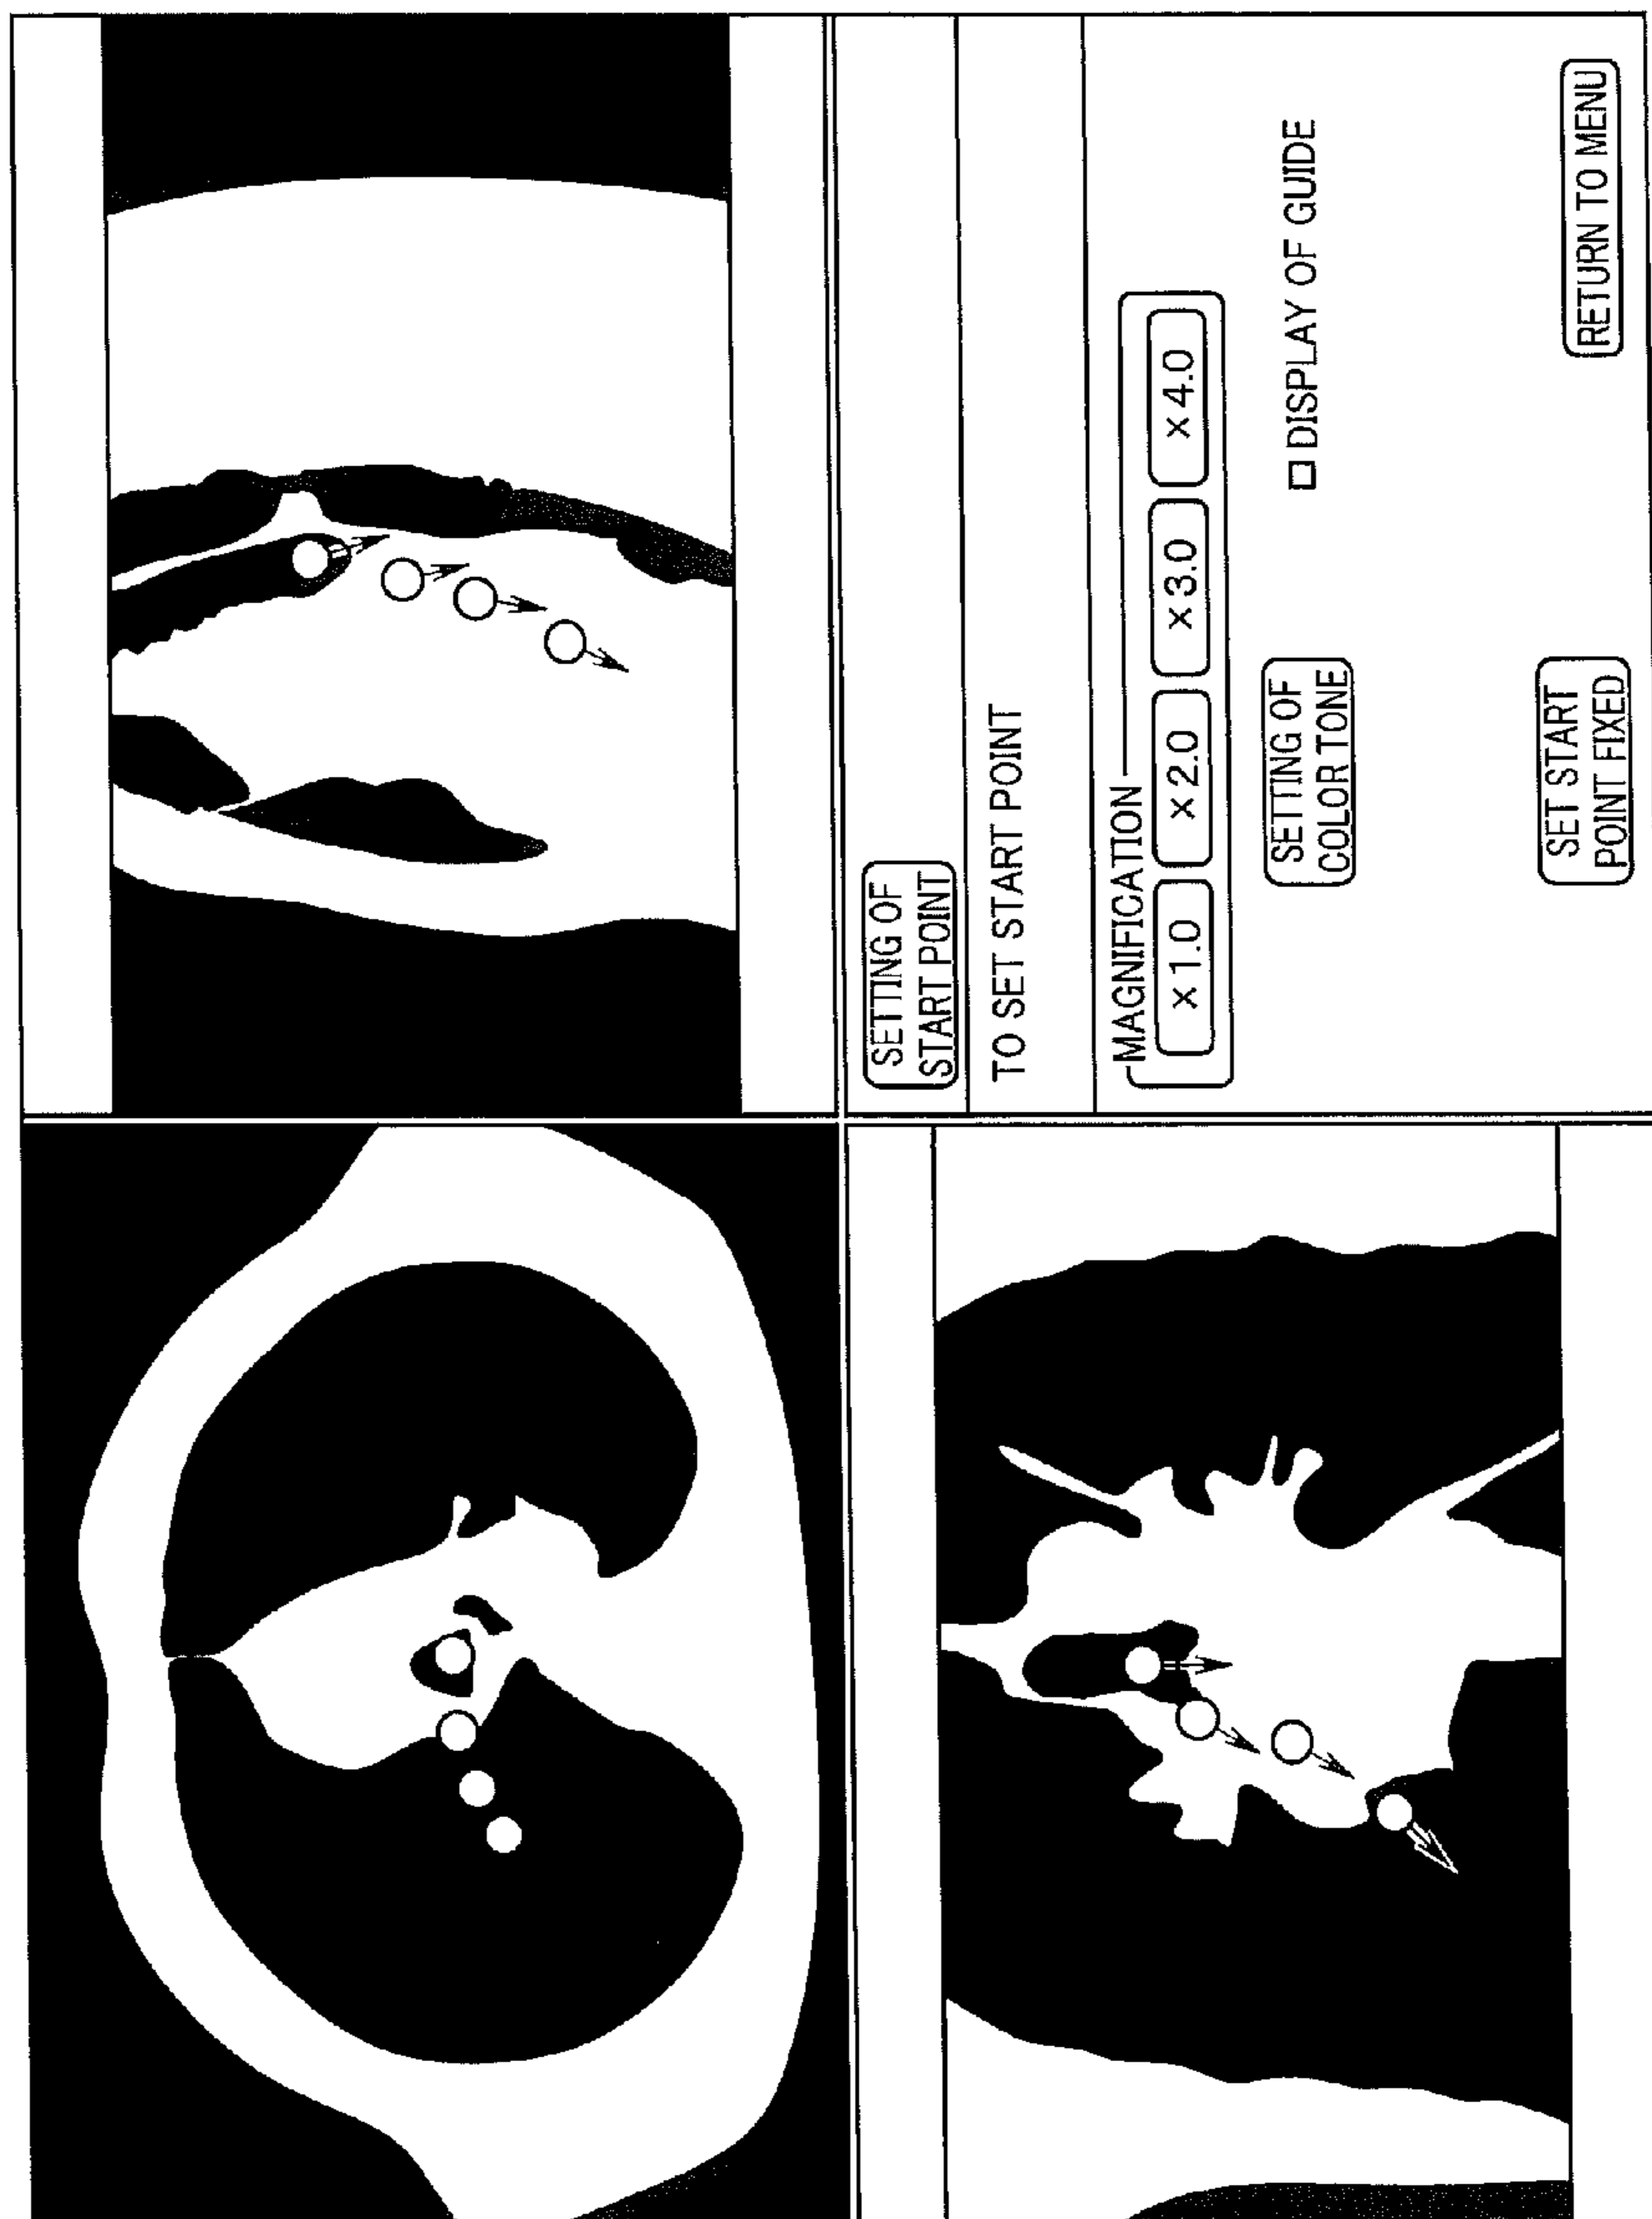 SETTING OF
START POINT
TO SET START POINT
MAGNIFICATION
×1.0 ×2.0 ×3.0 ×4.0
SETTING OF
COLOR TONE
□ DISPLAY OF GUIDE
SET START
POINT FIXED
RETURN TO MENU